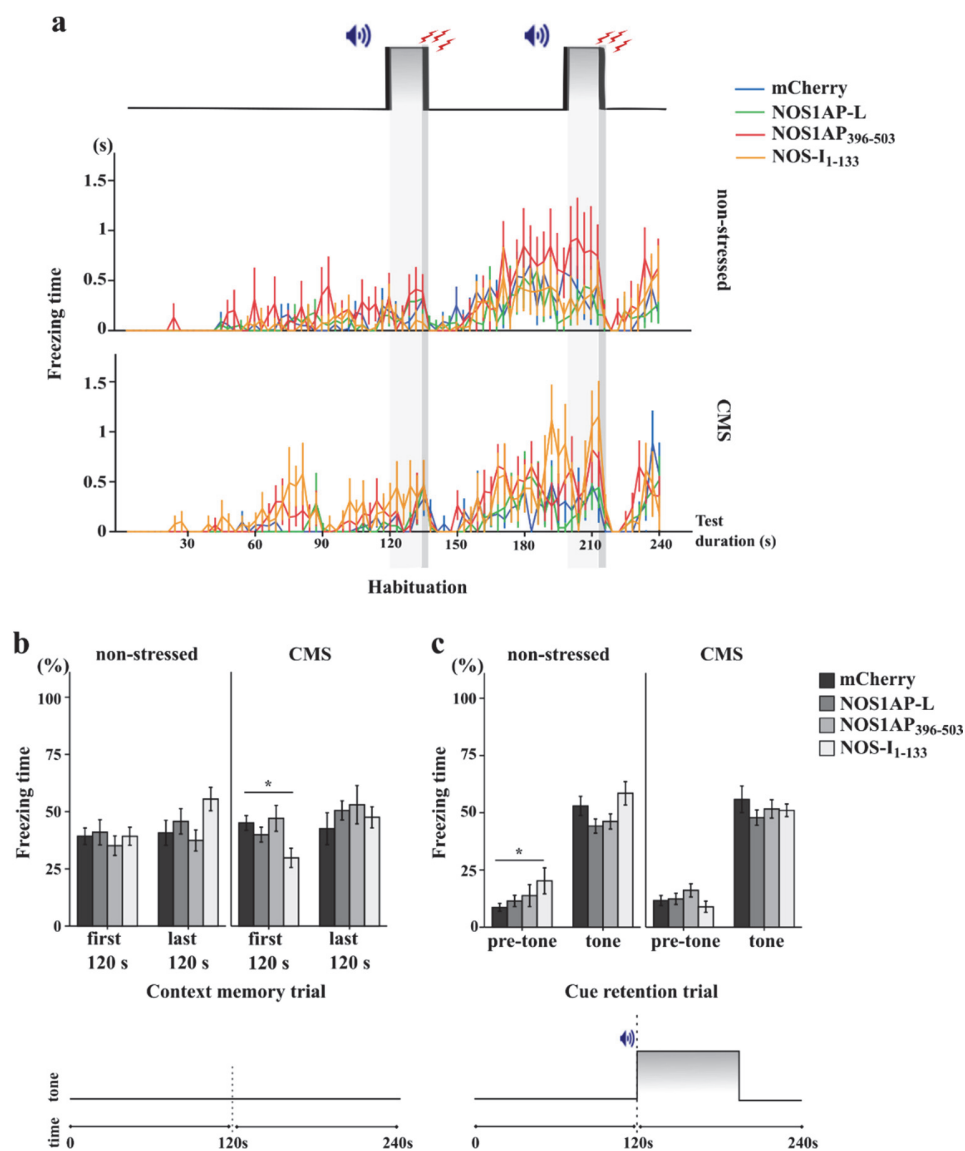 a
mCherry
NOS1AP-L
NOS1AP396-503
NOS-I1-133
(s)
1.5
1
0.5
0
non-stressed
Freezing time
1.5
1
0.5
0
CMS
30 60 90 120 150 180 210 240
Test
duration (s)
Habituation
b
(%)
non-stressed CMS
100
75
50
25
0
Freezing time
*
first
120 s
last
120 s
first
120 s
last
120 s
Context memory trial
c
(%)
non-stressed CMS
100
75
50
25
0
Freezing time
*
pre-tone tone pre-tone tone
Cue retention trial
mCherry
NOS1AP-L
NOS1AP396-503
NOS-I1-133
tone
time
0 120s 240s
0 120s 240s